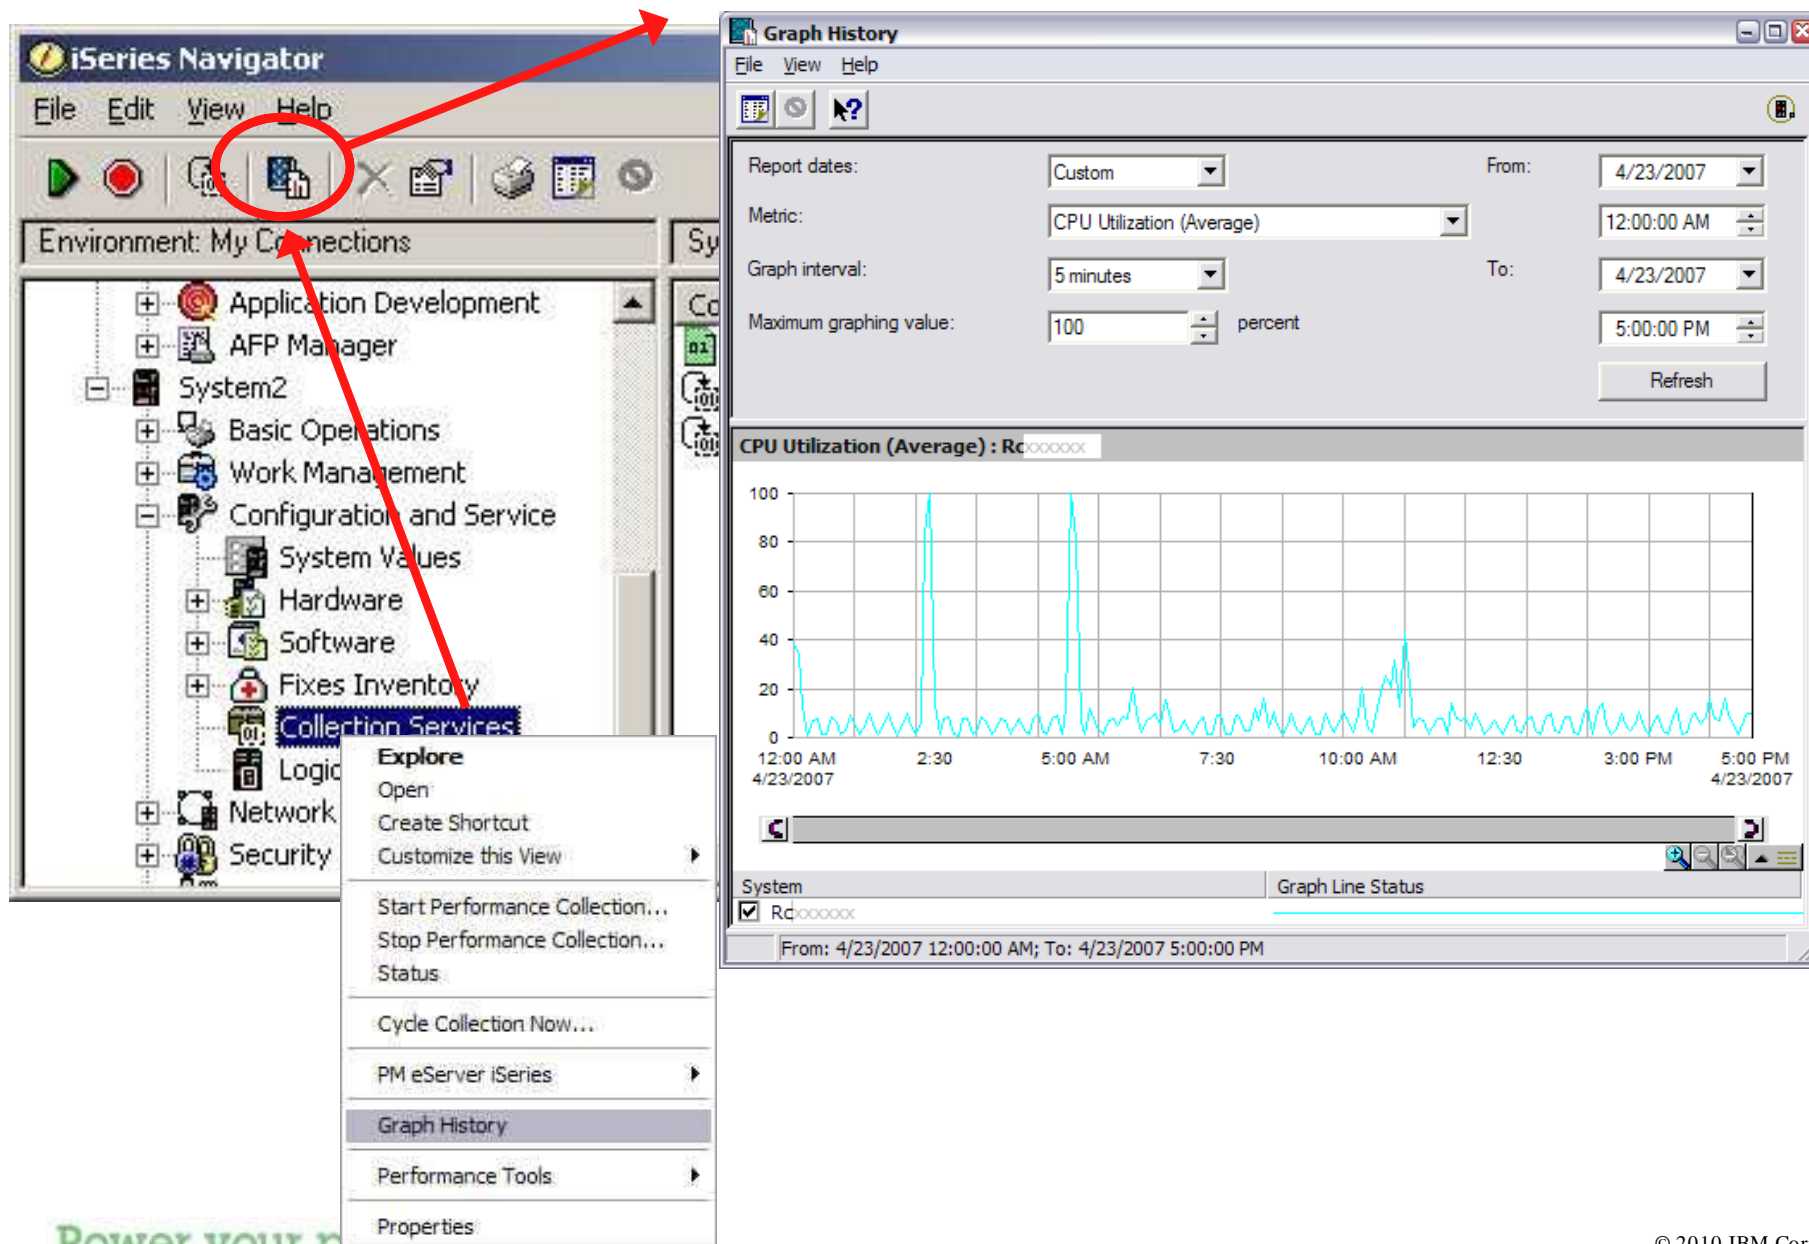 iSeries Navigator
File Edit View Help
Environment: My Connections
Application Development
AFP Manager
System2
Basic Operations
Work Management
Configuration and Service
System Values
Hardware
Software
Fixes Inventory
Collection Services
Logic
Network
Security
Sy
Co
Explore
Open
Create Shortcut
Customize this View
Start Performance Collection...
Stop Performance Collection...
Status
Cycle Collection Now...
PM eServer iSeries
Graph History
Performance Tools
Properties
Graph History
File View Help
Report dates: Custom From: 4/23/2007
Metric: CPU Utilization (Average) 12:00:00 AM
Graph interval: 5 minutes To: 4/23/2007
Maximum graphing value: 100 percent 5:00:00 PM
Refresh
CPU Utilization (Average) : Rcxxxxxx
100
80
60
40
20
0
12:00 AM 2:30 5:00 AM 7:30 10:00 AM 12:30 3:00 PM 5:00 PM
4/23/2007 4/23/2007
System Graph Line Status
Rcxxxxxx
From: 4/23/2007 12:00:00 AM; To: 4/23/2007 5:00:00 PM
Power your p
© 2010 IBM Cor